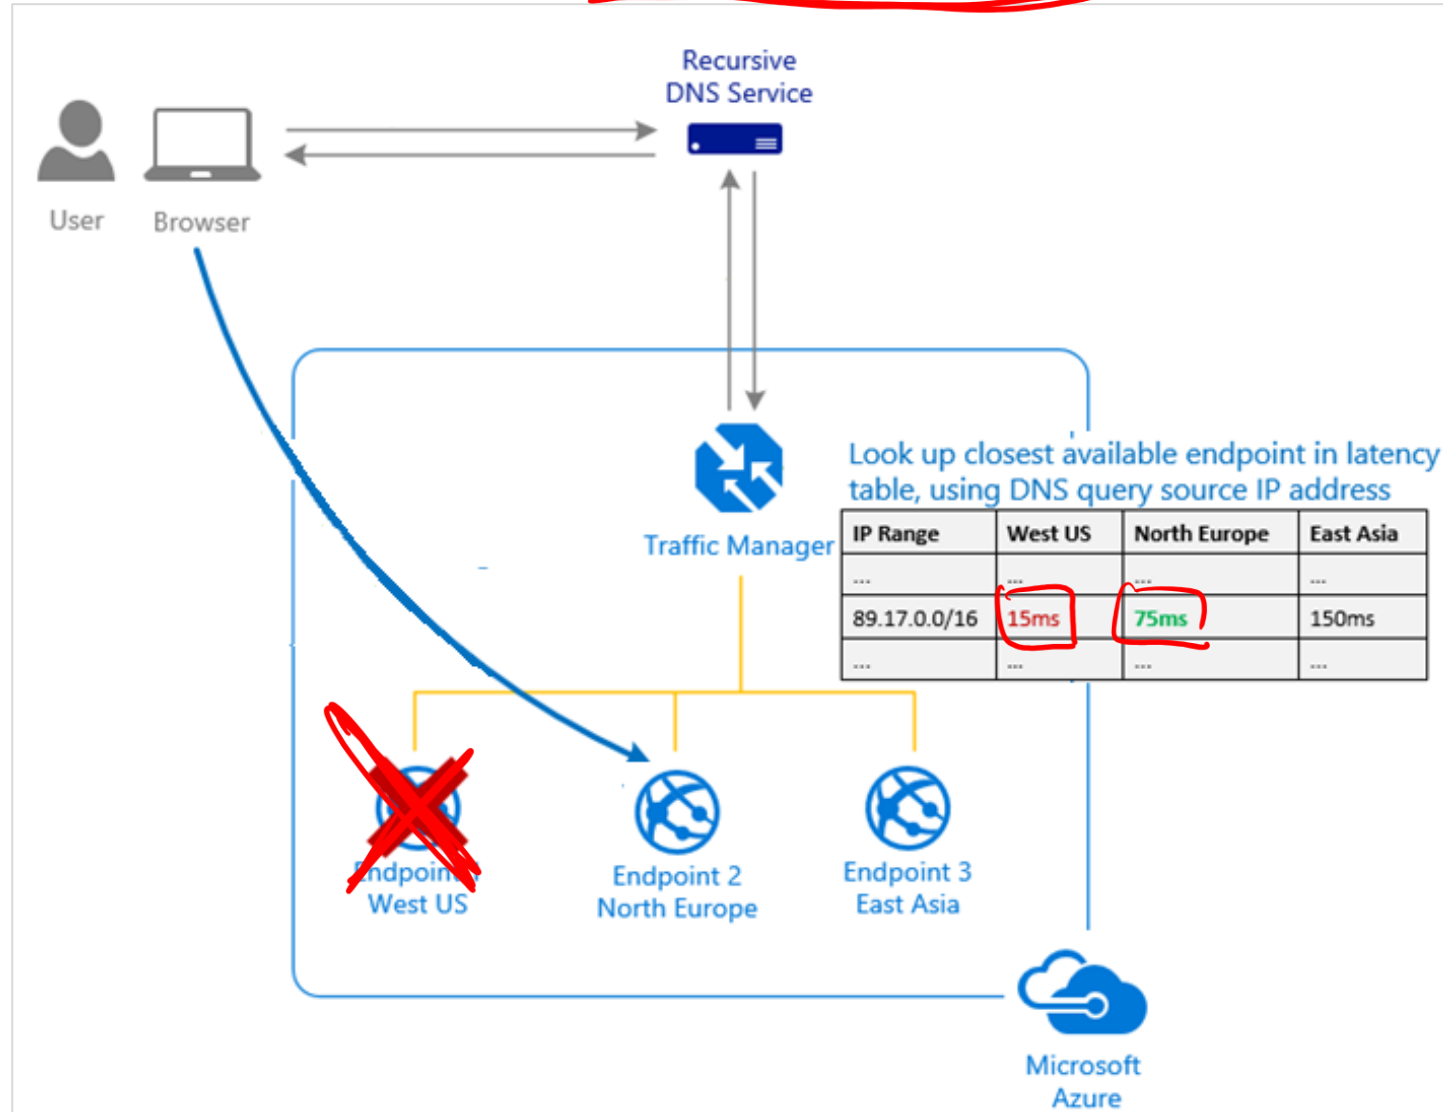 Recursive
DNS Service
User
Browser
Look up closest available endpoint in latency
table, using DNS query source IP address
Traffic Manager
IP Range West US North Europe East Asia
... ... ... ...
89.17.0.0/16 15ms 75ms 150ms
... ... ... ...
Endpoint 1
West US
Endpoint 2
North Europe
Endpoint 3
East Asia
Microsoft
Azure